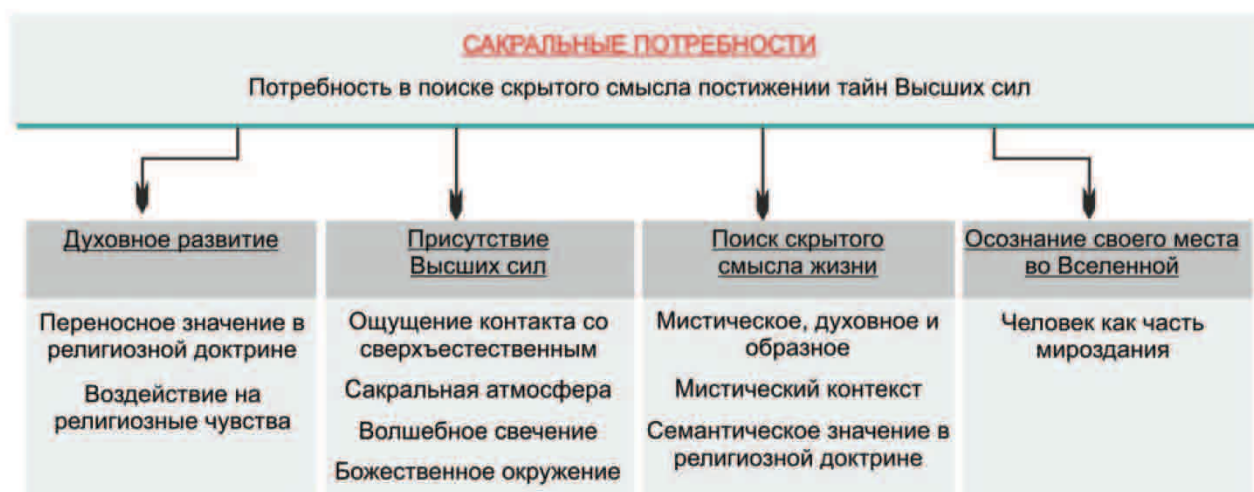 САКРАЛЬНЫЕ ПОТРЕБНОСТИ
Потребность в поиске скрытого смысла постижении тайн Высших сил
Духовное развитие
Переносное значение в
религиозной доктрине
Воздействие на
религиозные чувства
Присутствие
Высших сил
Ощущение контакта со
сверхъестественным
Сакральная атмосфера
Волшебное свечение
Божественное окружение
Поиск скрытого
смысла жизни
Мистическое, духовное и
образное
Мистический контекст
Семантическое значение в
религиозной доктрине
Осознание своего места
во Вселенной
Человек как часть
мироздания